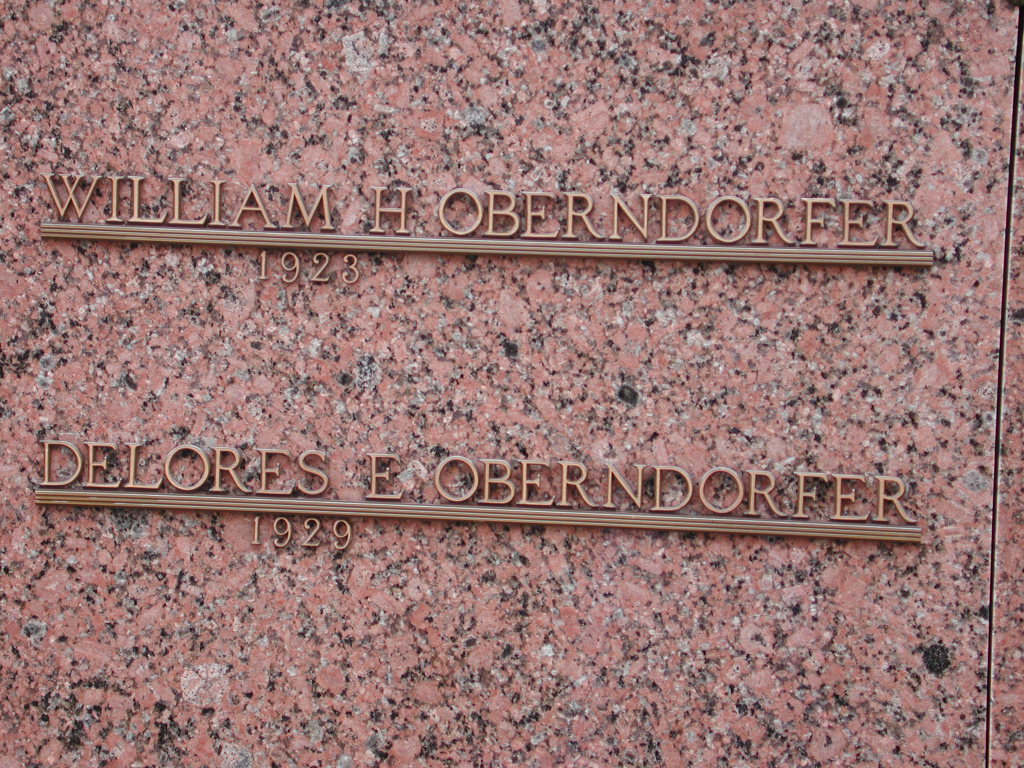 WILLIAM H OBERNDORFER
1923
DELORES E OBERNDORFER
1929